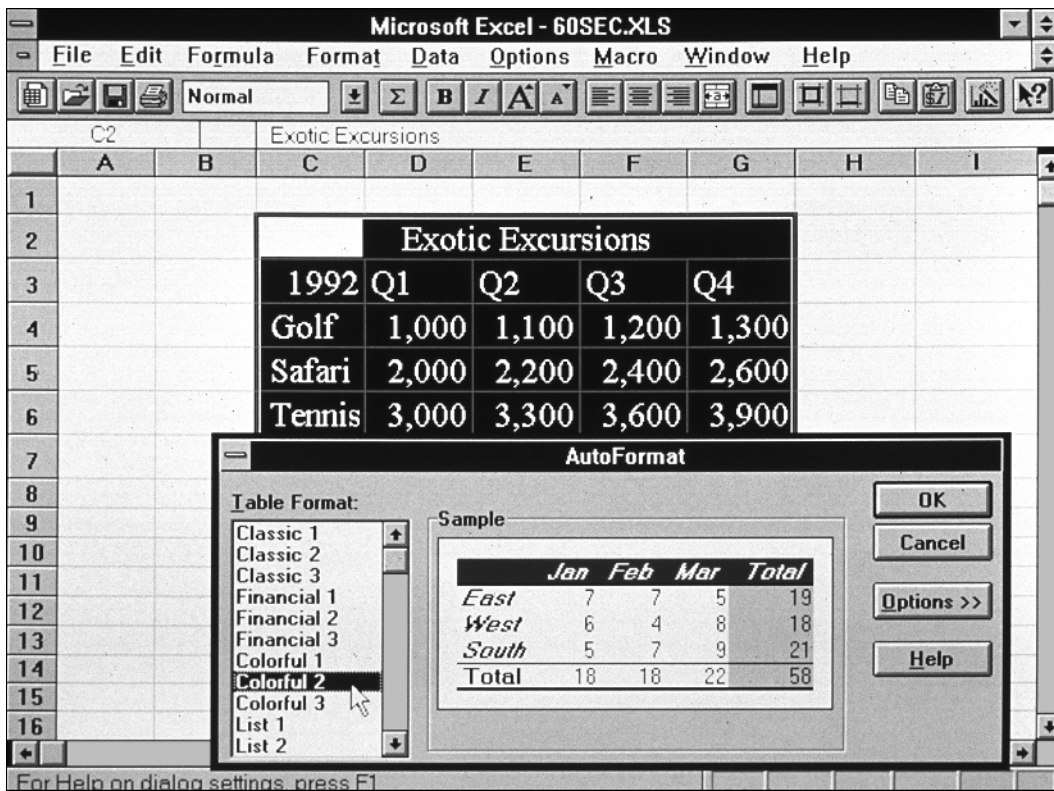 Microsoft Excel - 60SEC.XLS
File Edit Formula Format Data Options Macro Window Help
Normal Σ B I A A a $7 ?
C2 Exotic Excursions
A B C D E F G H I
1
2 Exotic Excursions
3 1992 Q1 Q2 Q3 Q4
4 Golf 1,000 1,100 1,200 1,300
5 Safari 2,000 2,200 2,400 2,600
6 Tennis 3,000 3,300 3,600 3,900
7
8
9
10
11
12
13
14
15
16
AutoFormat
Table Format:
Classic 1
Classic 2
Classic 3
Financial 1
Financial 2
Financial 3
Colorful 1
Colorful 2
Colorful 3
List 1
List 2
Sample
Jan Feb Mar Total
East 7 7 5 19
West 6 4 8 18
South 5 7 9 21
Total 18 18 22 58
OK
Cancel
Options >>
Help
For Help on dialog settings, press F1